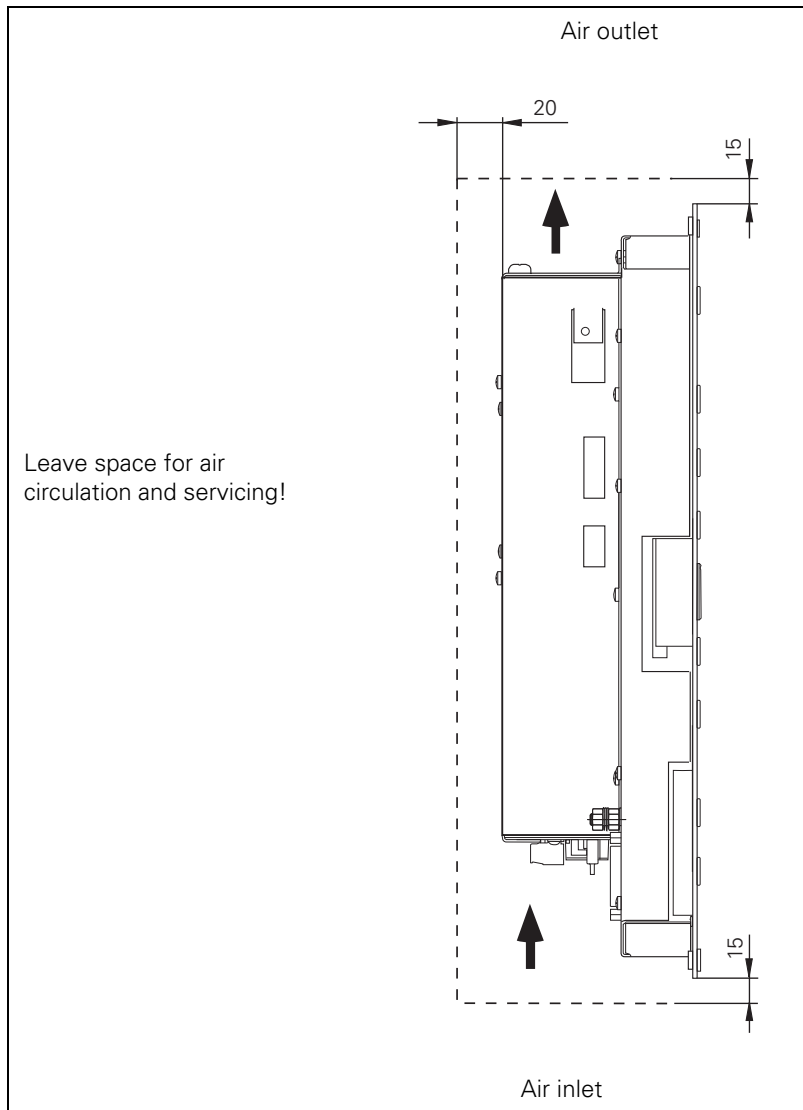 Air outlet
20
15
Leave space for air
circulation and servicing!
15
Air inlet